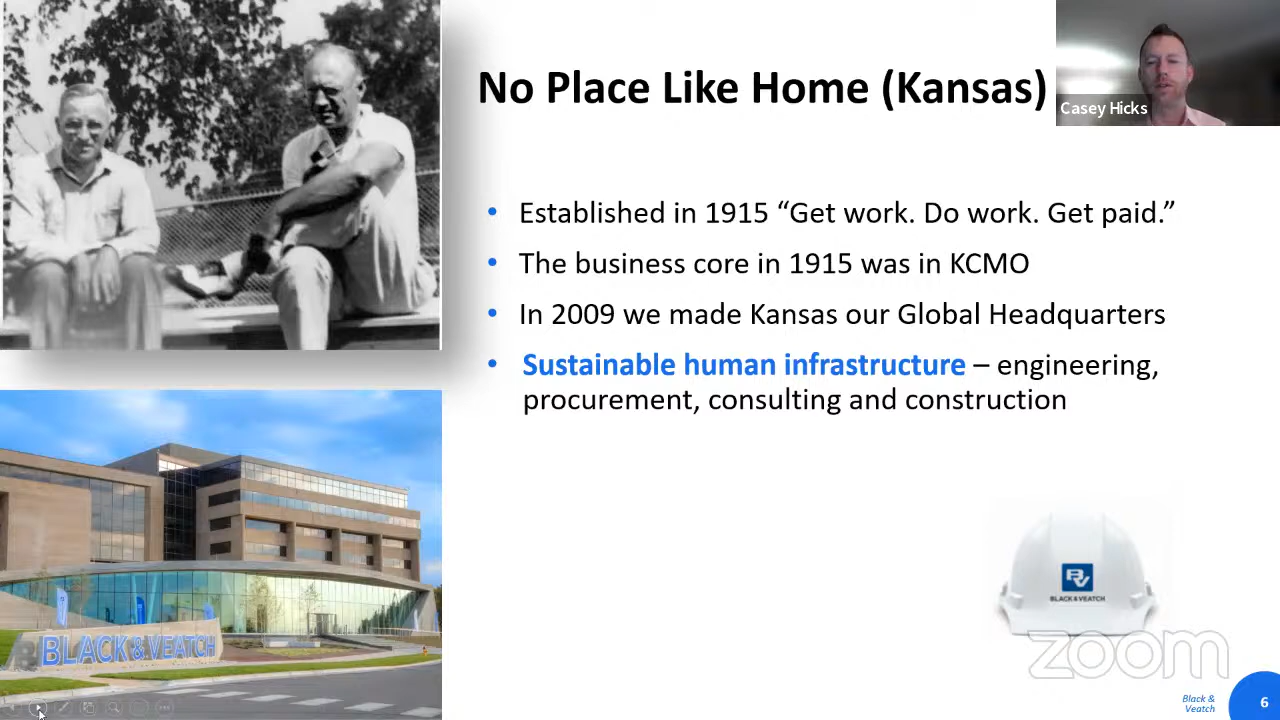 No Place Like Home (Kansas)
Casey Hicks
• Established in 1915 “Get work. Do work. Get paid.”
• The business core in 1915 was in KCMO
• In 2009 we made Kansas our Global Headquarters
• Sustainable human infrastructure – engineering,
procurement, consulting and construction
BLACK & VEATCH
BV
BLACK & VEATCH
zoom
Black &
Veatch
6